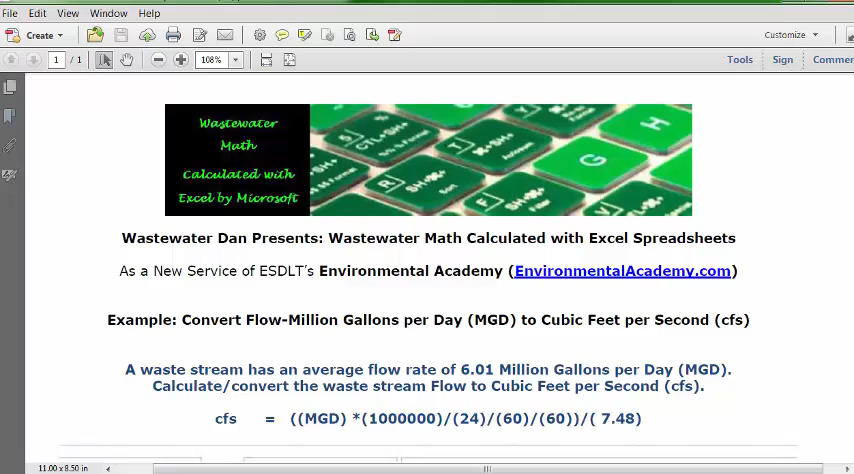 File Edit View Window Help
Create Customize
1 / 1 108% Tools Sign Commen
Wastewater
Math
Calculated with
Excel by Microsoft
Wastewater Dan Presents: Wastewater Math Calculated with Excel Spreadsheets
As a New Service of ESDLT's Environmental Academy (EnvironmentalAcademy.com)
Example: Convert Flow-Million Gallons per Day (MGD) to Cubic Feet per Second (cfs)
A waste stream has an average flow rate of 6.01 Million Gallons per Day (MGD).
Calculate/convert the waste stream Flow to Cubic Feet per Second (cfs).
cfs = ((MGD) *(1000000)/(24)/(60)/(60))/( 7.48)
11.00 x 8.50 in